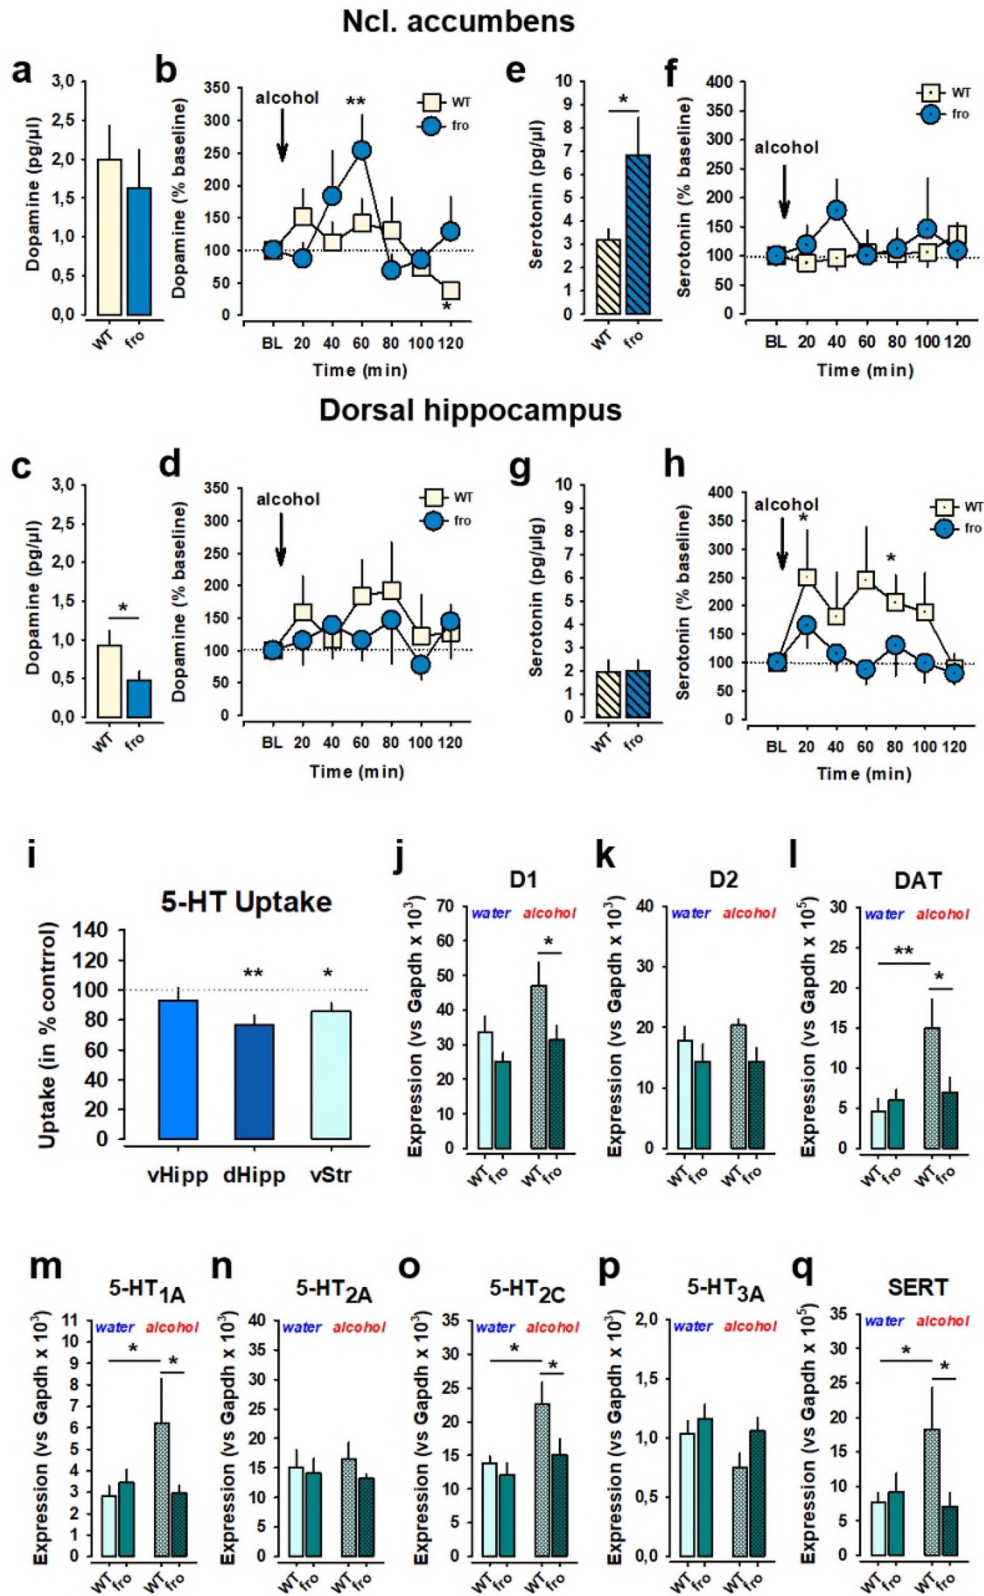 Ncl. accumbens
a
Dopamine (pg/µl)
3,0
2,5
2,0
1,5
1,0
0,5
0,0
WT
fro
b
Dopamine (% baseline)
350
300
250
200
150
100
50
0
alcohol
**
*
WT
fro
BL 20 40 60 80 100 120
Time (min)
e
Serotonin (pg/µl)
10
9
8
7
6
5
4
3
2
1
0
*
WT
fro
f
Serotonin (% baseline)
400
350
300
250
200
150
100
50
0
alcohol
WT
fro
BL 20 40 60 80 100 120
Time (min)
Dorsal hippocampus
c
Dopamine (pg/µl)
3,0
2,5
2,0
1,5
1,0
0,5
0,0
*
WT
fro
d
Dopamine (% baseline)
350
300
250
200
150
100
50
0
alcohol
WT
fro
BL 20 40 60 80 100 120
Time (min)
g
Serotonin (pg/µlg)
10
9
8
7
6
5
4
3
2
1
0
WT
fro
h
Serotonin (% baseline)
400
350
300
250
200
150
100
50
0
alcohol
*
*
WT
fro
BL 20 40 60 80 100 120
Time (min)
i
5-HT Uptake
Uptake (in % contrrol)
140
120
100
80
60
40
20
0
**
*
vHipp dHipp vStr
j
D1
Expression (vs Gapdh x 10³)
70
60
50
40
30
20
10
0
water alcohol
*
WT fro WT fro
k
D2
Expression (vs Gapdh x 10³)
40
30
20
10
0
water alcohol
WT fro WT fro
l
DAT
Expression (vs Gapdh x 10⁵)
30
25
20
15
10
5
0
water alcohol
**
*
WT fro WT fro
m
5-HT1A
Expression (vs Gapdh x 10³)
11
10
9
8
7
6
5
4
3
2
1
0
water alcohol
*
*
WT fro WT fro
n
5-HT2A
Expression (vs Gapdh x 10³)
40
35
30
25
20
15
10
5
0
water alcohol
WT fro WT fro
o
5-HT2C
Expression (vs Gapdh x 10³)
35
30
25
20
15
10
5
0
water alcohol
*
*
WT fro WT fro
p
5-HT3A
Expression (vs Gapdh x 10³)
2,0
1,5
1,0
0,5
0,0
water alcohol
WT fro WT fro
q
SERT
Expression (vs Gapdh x 10⁵)
35
30
25
20
15
10
5
0
water alcohol
*
*
WT fro WT fro